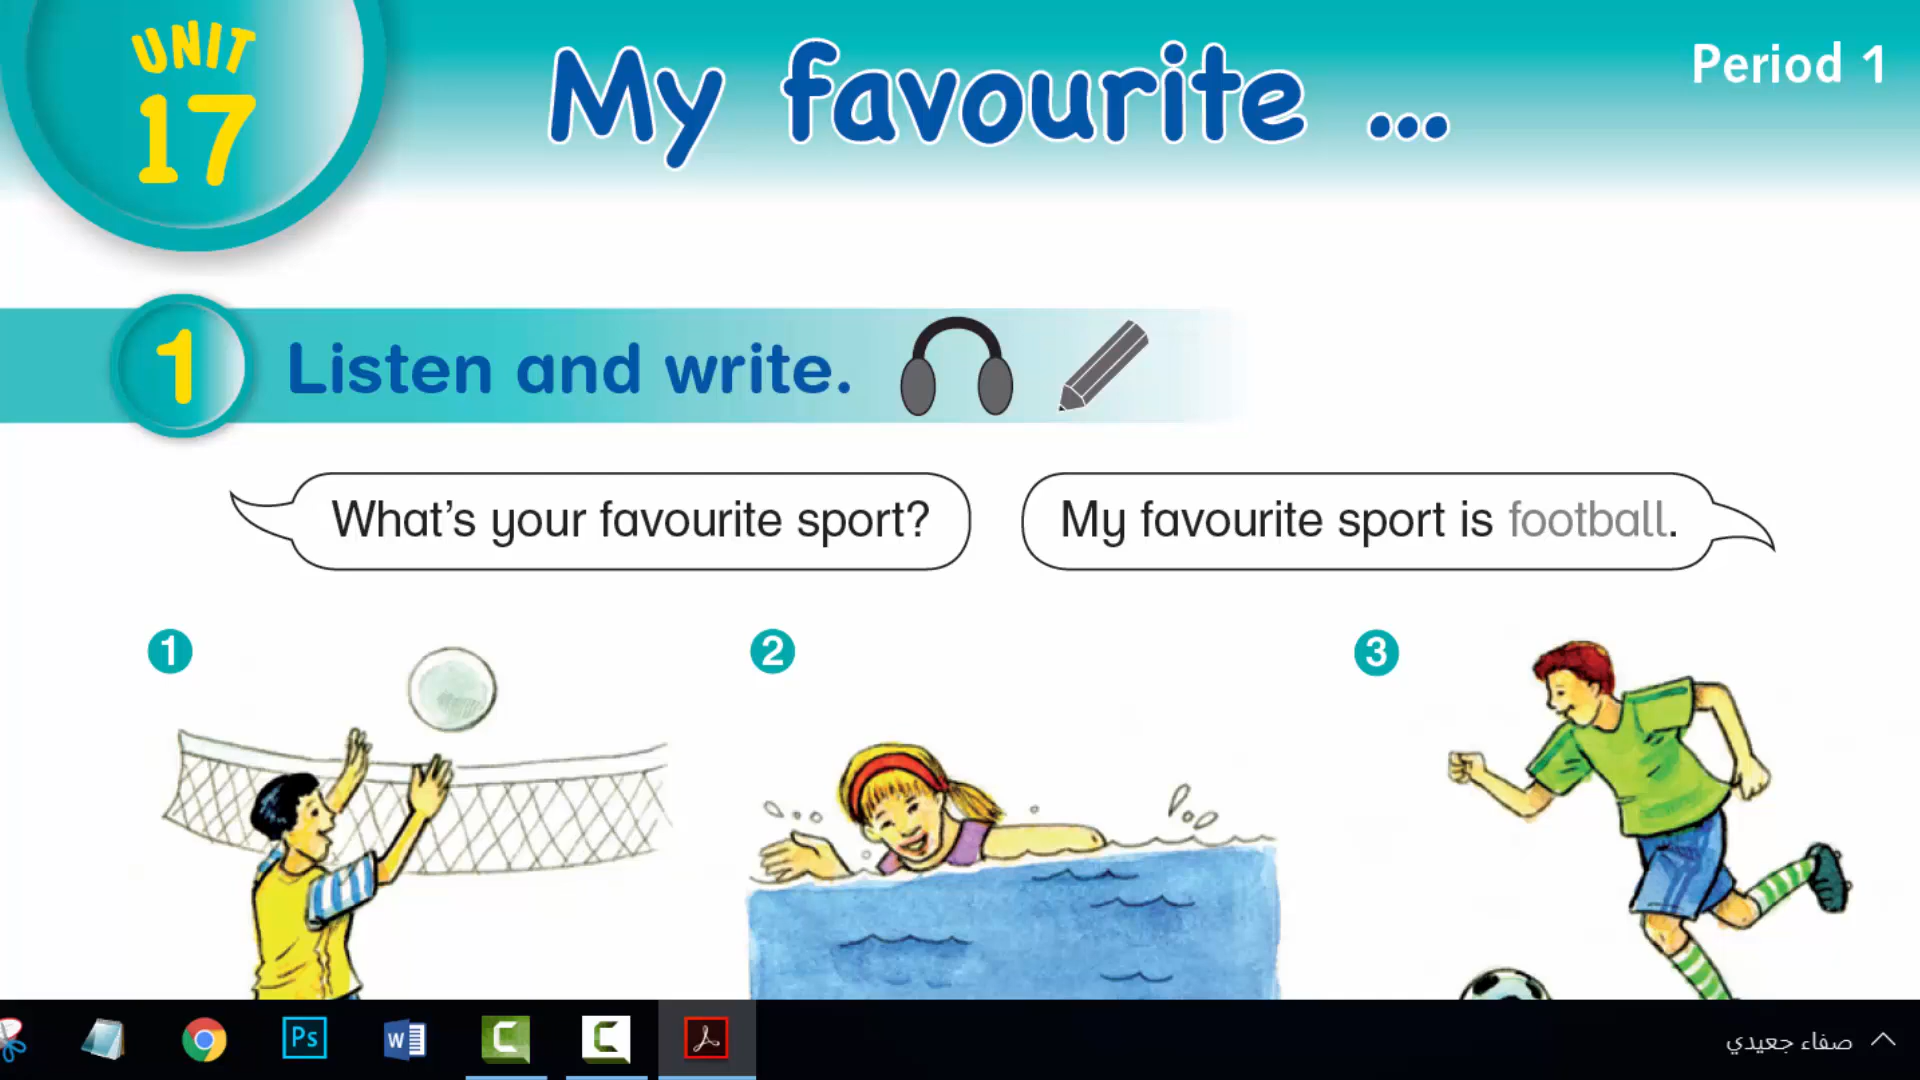 UNIT
17
My favourite ...
Period 1
1
Listen and write.
What's your favourite sport?
My favourite sport is football.
1
2
3
Ps
W
صفاء جعيدي